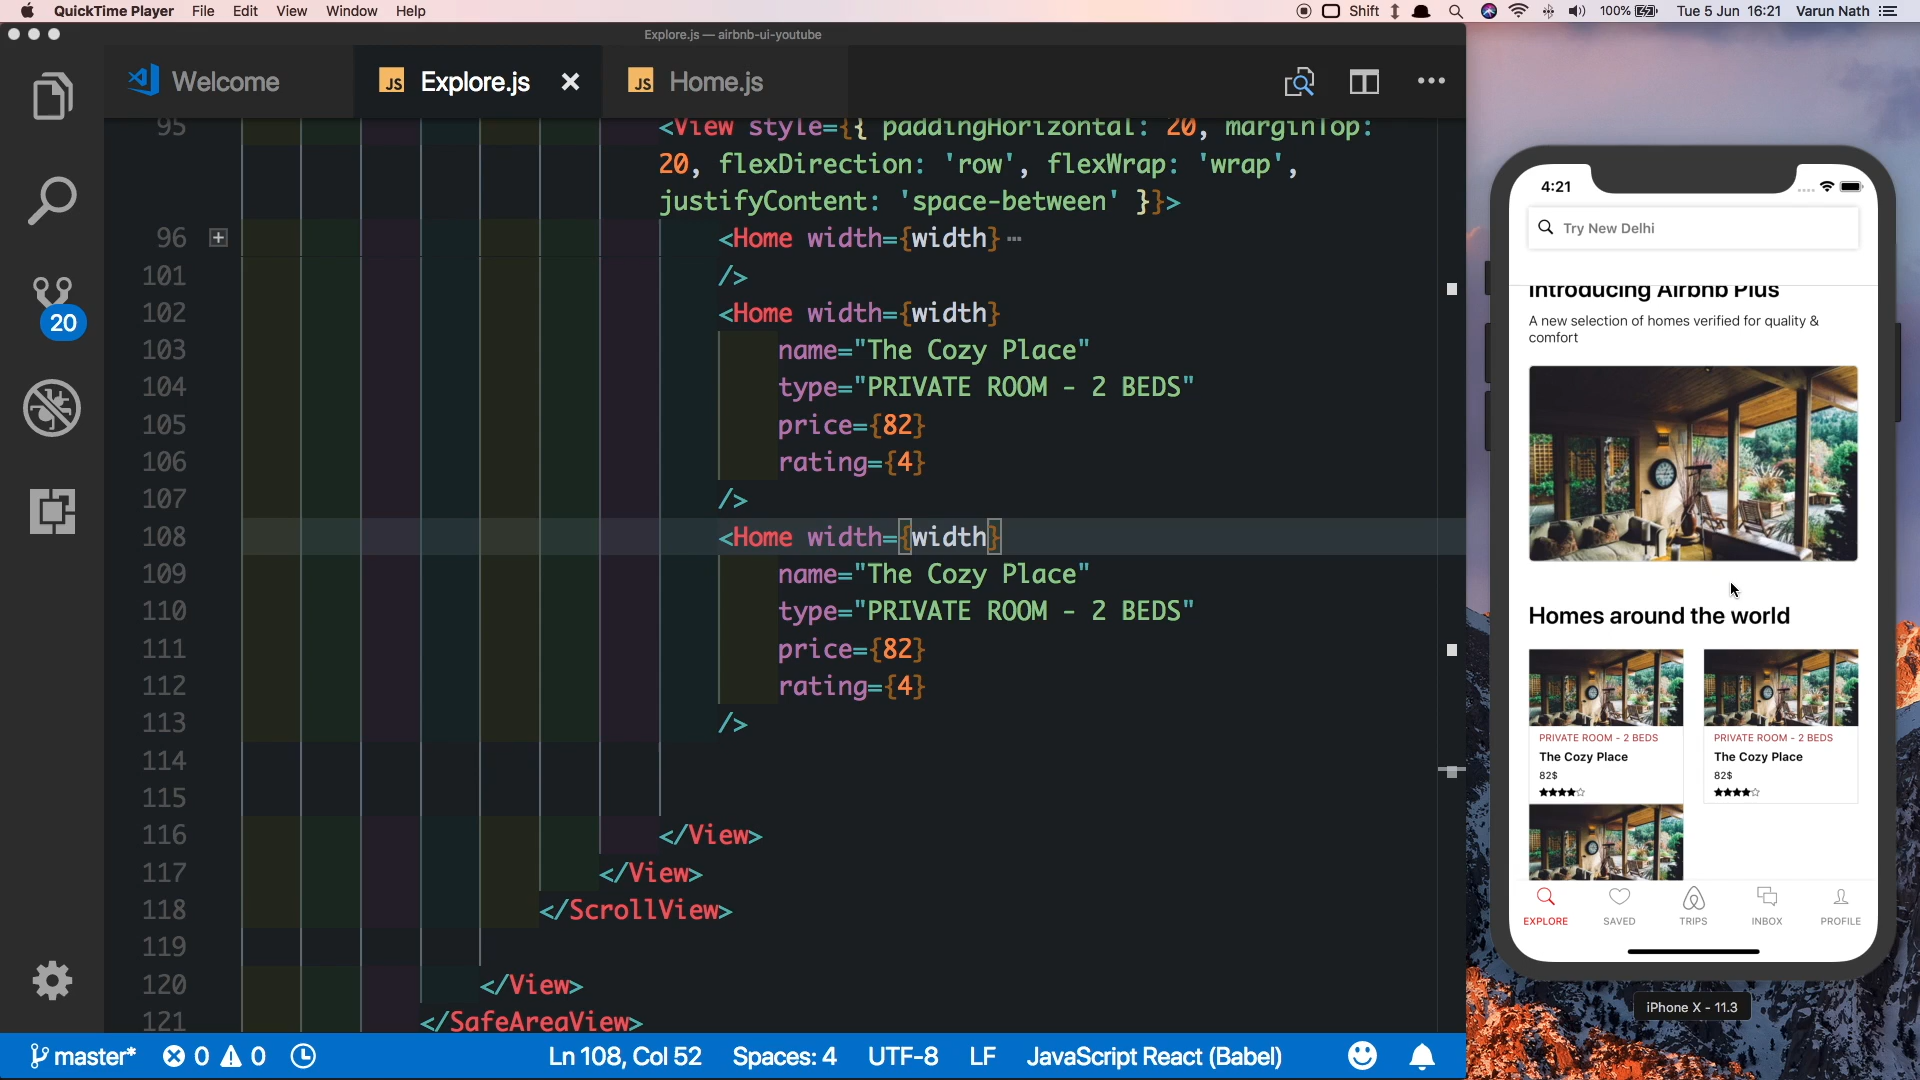 QuickTime Player File Edit View Window Help
Shift 100% Tue 5 Jun 16:21 Varun Nath
Explore.js — airbnb-ui-youtube
Welcome
JS Explore.js
JS Home.js
95 <View style={{ paddingHorizontal: 20, marginTop:
20, flexDirection: 'row', flexWrap: 'wrap',
justifyContent: 'space-between' }}>
96 <Home width={width}
101 />
102 <Home width={width}
103 name="The Cozy Place"
104 type="PRIVATE ROOM - 2 BEDS"
105 price={82}
106 rating={4}
107 />
108 <Home width={width}
109 name="The Cozy Place"
110 type="PRIVATE ROOM - 2 BEDS"
111 price={82}
112 rating={4}
113 />
114
115
116 </View>
117 </View>
118 </ScrollView>
119
120 </View>
121 </SafeAreaView>
20
master* 0 0 Ln 108, Col 52 Spaces: 4 UTF-8 LF JavaScript React (Babel)
4:21
Try New Delhi
Introducing Airbnb Plus
A new selection of homes verified for quality &
comfort
Homes around the world
PRIVATE ROOM - 2 BEDS
The Cozy Place
82$
PRIVATE ROOM - 2 BEDS
The Cozy Place
82$
EXPLORE SAVED TRIPS INBOX PROFILE
iPhone X - 11.3